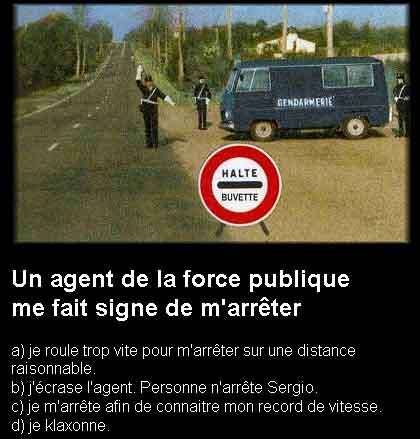 GENDARMERIE
HALTE
BUVETTE
Un agent de la force publique
me fait signe de m'arrêter
a) je roule trop vite pour m'arrêter sur une distance
raisonnable.
b) j'écrase l'agent. Personne n'arrête Sergio.
c) je m'arrête afin de connaitre mon record de vitesse.
d) je klaxonne.